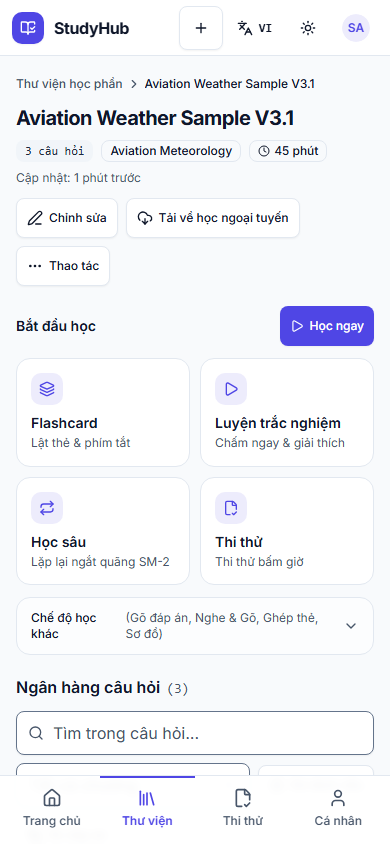 StudyHub
VI
SA
Thư viện học phần
Aviation Weather Sample V3.1
Aviation Weather Sample V3.1
3 câu hỏi
Aviation Meteorology
45 phút
Cập nhật: 1 phút trước
Chỉnh sửa
Tải về học ngoại tuyến
Thao tác
Bắt đầu học
Học ngay
Flashcard
Lật thẻ & phím tắt
Luyện trắc nghiệm
Chấm ngay & giải thích
Học sâu
Lặp lại ngắt quãng SM-2
Thi thử
Thi thử bấm giờ
Chế độ học
khác
(Gõ đáp án, Nghe & Gõ, Ghép thẻ,
Sơ đồ)
Ngân hàng câu hỏi (3)
Tìm trong câu hỏi...
Trang chủ
Thư viện
Thi thử
Cá nhân